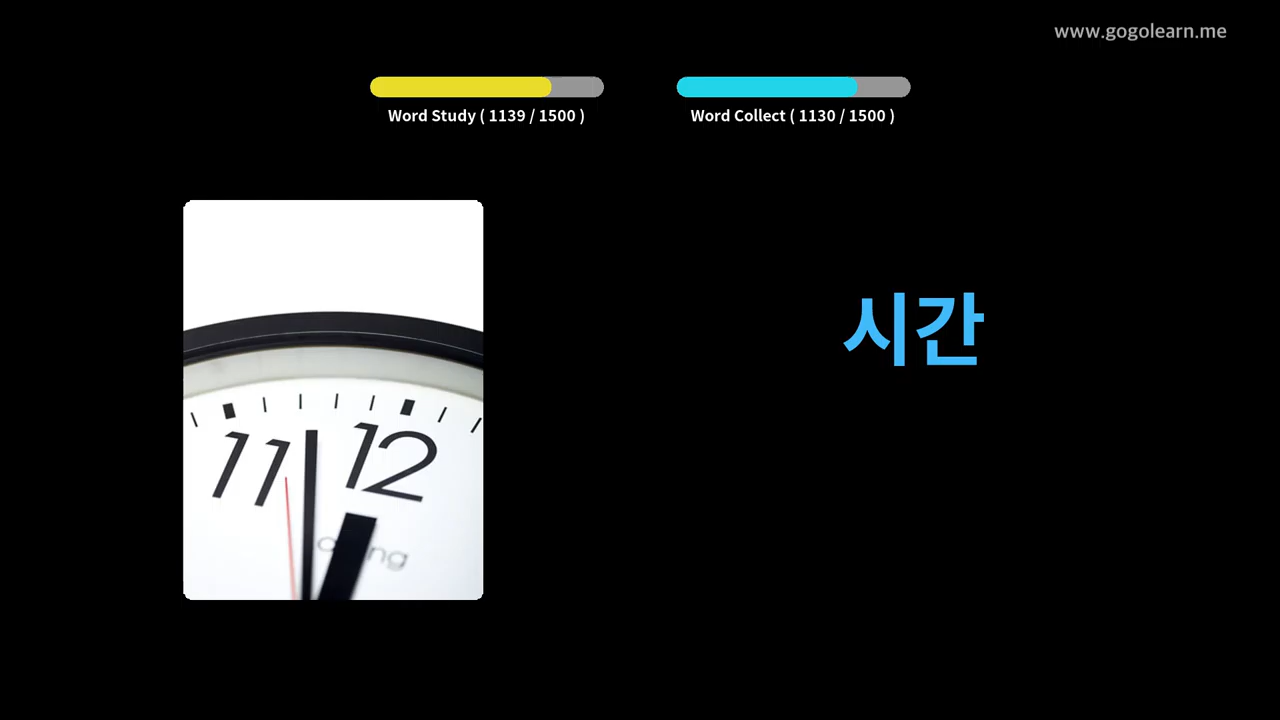 www.gogolearn.me
Word Study ( 1139 / 1500 )
Word Collect ( 1130 / 1500 )
시간
11
12